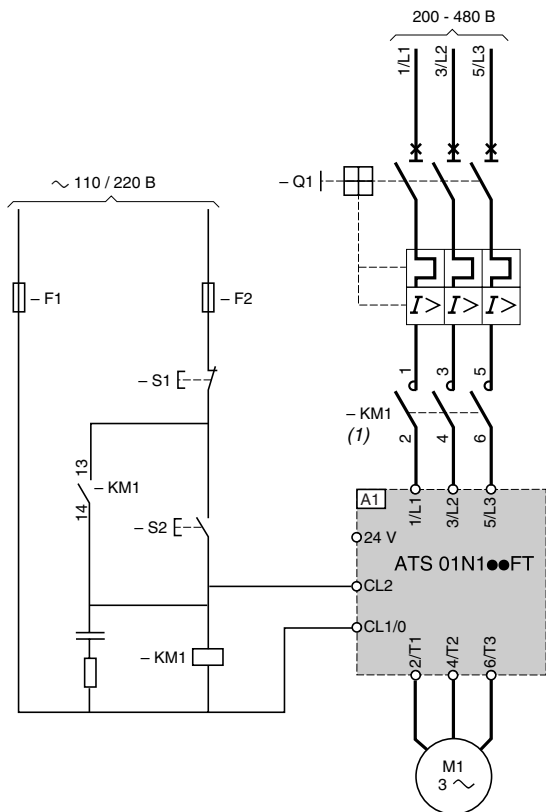 200 - 480 В
1/L1
3/L2
5/L3
– Q1
~ 110 / 220 В
– F1
– F2
I>
I>
I>
– S1
1
3
5
– KM1
(1)
2
4
6
13
14
– KM1
A1
1/L1
3/L2
5/L3
– S2
24 V
ATS 01N1●●FT
CL2
CL1/0
– KM1
2/T1
4/T2
6/T3
M1
3 ~